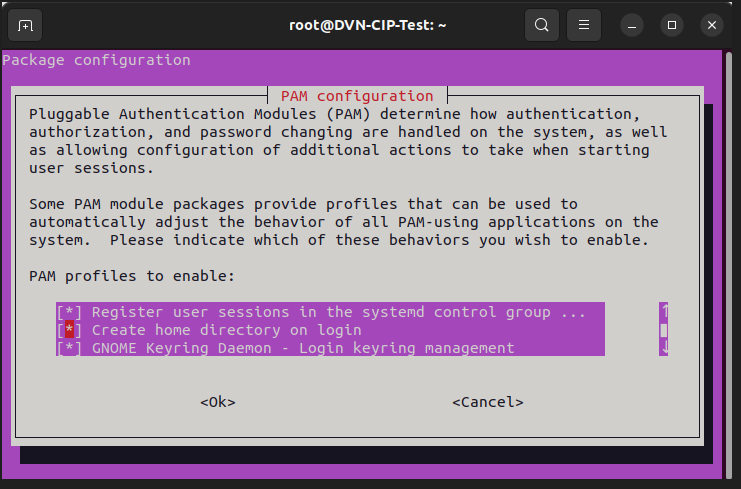 root@DVN-CIP-Test: ~
Package configuration
PAM configuration
Pluggable Authentication Modules (PAM) determine how authentication,
authorization, and password changing are handled on the system, as well
as allowing configuration of additional actions to take when starting
user sessions.
Some PAM module packages provide profiles that can be used to
automatically adjust the behavior of all PAM-using applications on the
system.  Please indicate which of these behaviors you wish to enable.
PAM profiles to enable:
[*] Register user sessions in the systemd control group ...
[*] Create home directory on login
[*] GNOME Keyring Daemon - Login keyring management
<Ok> <Cancel>